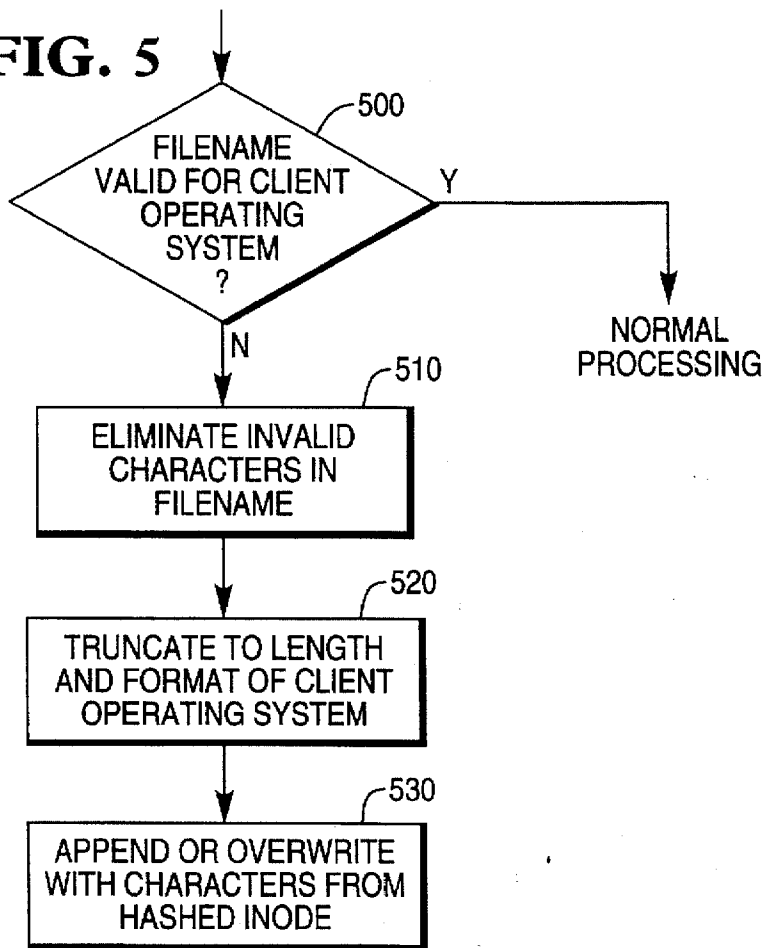 FIG. 5
500
FILENAME
VALID FOR CLIENT
OPERATING
SYSTEM
?
Y
N
NORMAL
PROCESSING
510
ELIMINATE INVALID
CHARACTERS IN
FILENAME
520
TRUNCATE TO LENGTH
AND FORMAT OF CLIENT
OPERATING SYSTEM
530
APPEND OR OVERWRITE
WITH CHARACTERS FROM
HASHED INODE